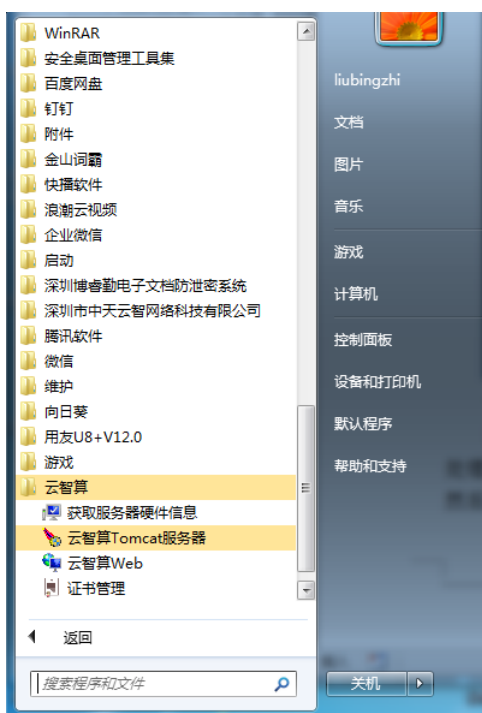 WinRAR
安全桌面管理工具集
百度网盘
钉钉
附件
金山词霸
快播软件
浪潮云视频
企业微信
启动
深圳博睿勤电子文档防泄密系统
深圳市中天云智网络科技有限公司
腾讯软件
微信
维护
向日葵
用友U8+V12.0
游戏
云智算
获取服务器硬件信息
云智算Tomcat服务器
云智算Web
证书管理
返回
搜索程序和文件
liubingzhi
文档
图片
音乐
游戏
计算机
控制面板
设备和打印机
默认程序
帮助和支持
关机